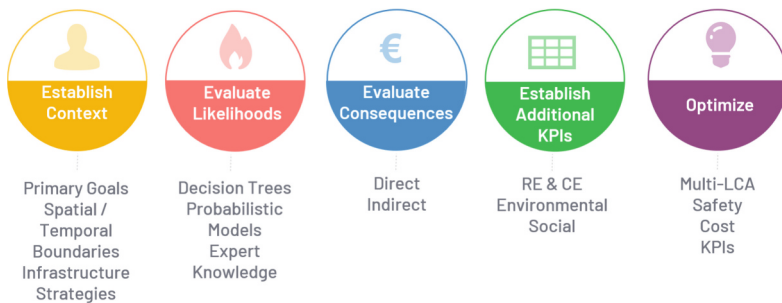 €
Establish
Context
Evaluate
Likelihoods
Evaluate
Consequences
Establish
Additional
KPIs
Optimize
Primary Goals
Spatial /
Temporal
Boundaries
Infrastructure
Strategies
Decision Trees
Probabilistic
Models
Expert
Knowledge
Direct
Indirect
RE & CE
Environmental
Social
Multi-LCA
Safety
Cost
KPIs